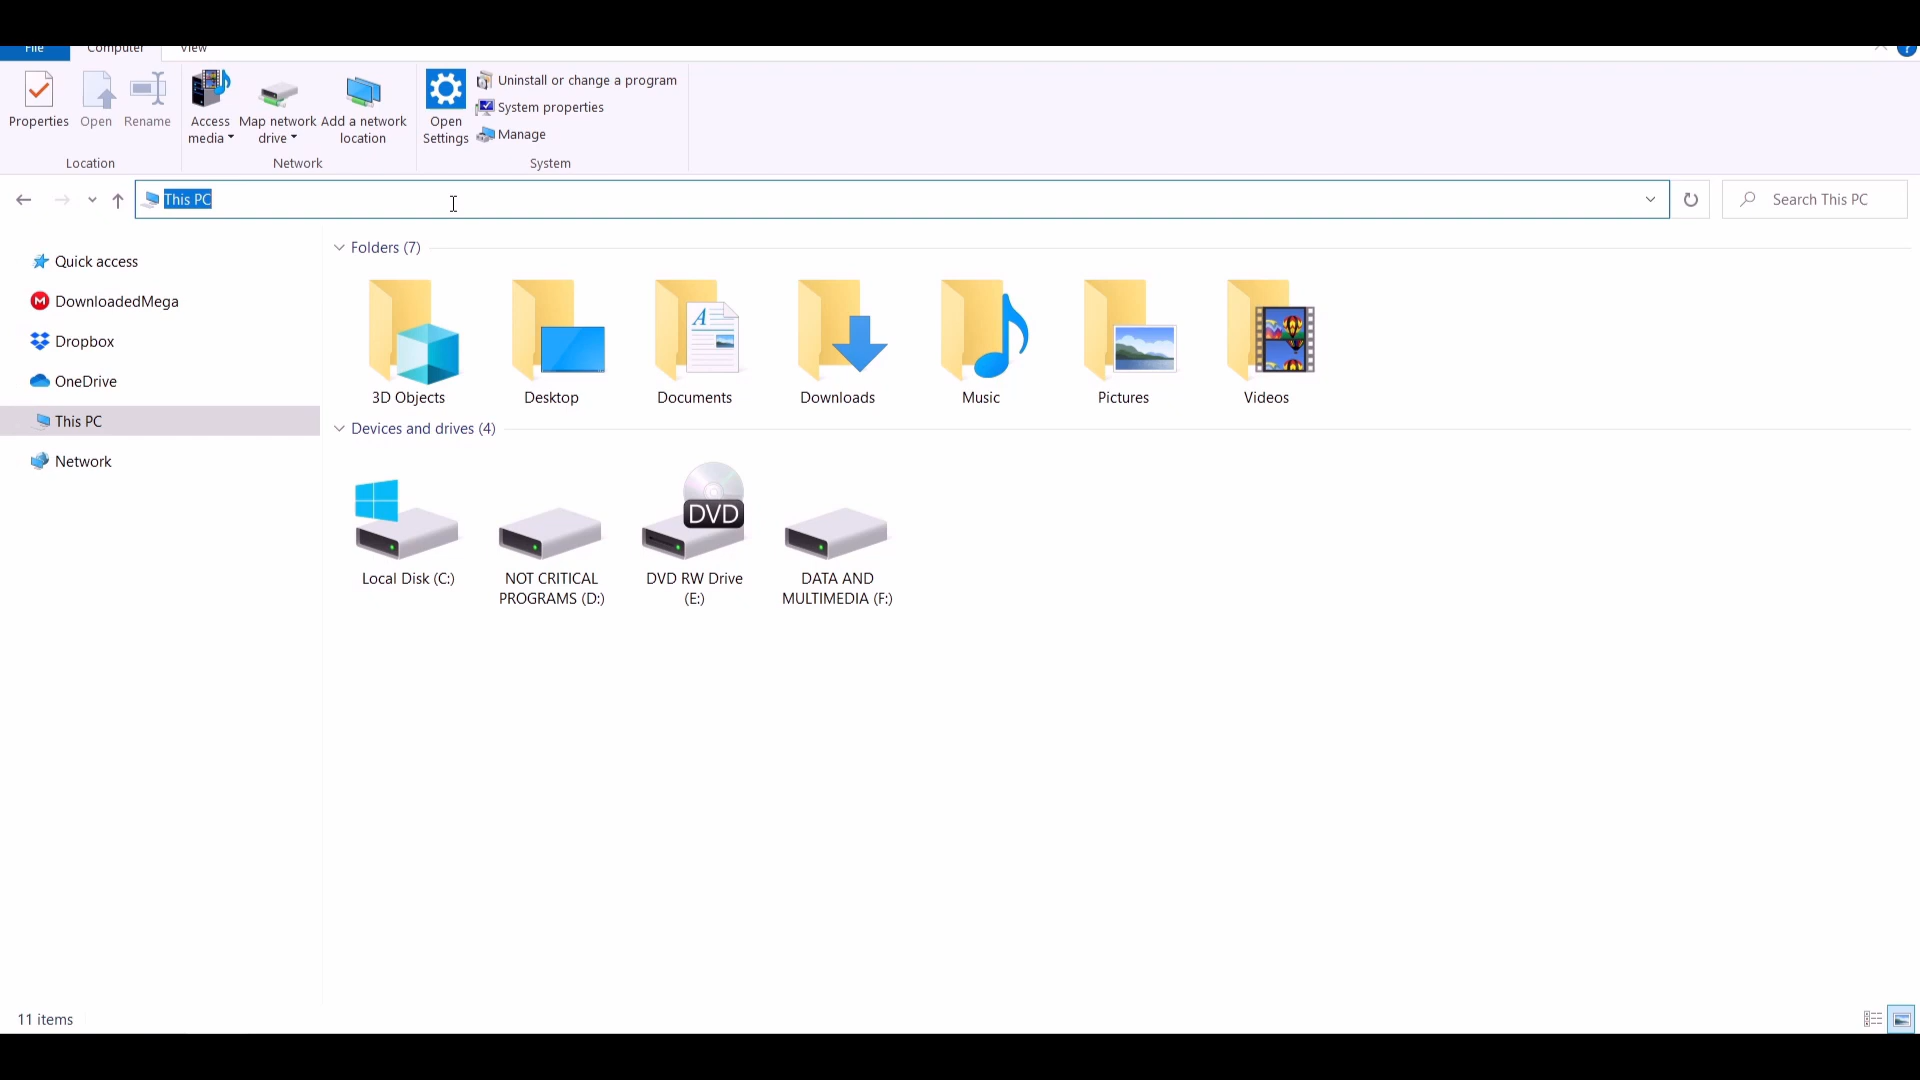 File Computer View
Properties Open Rename Access media Map network drive Add a network location Open Settings
Uninstall or change a program
System properties
Manage
Location Network System
This PC
Search This PC
Quick access
DownloadedMega
Dropbox
OneDrive
This PC
Network
Folders (7)
3D Objects Desktop Documents Downloads Music Pictures Videos
Devices and drives (4)
DVD
Local Disk (C:)
NOT CRITICAL
PROGRAMS (D:)
DVD RW Drive
(E:)
DATA AND
MULTIMEDIA (F:)
11 items